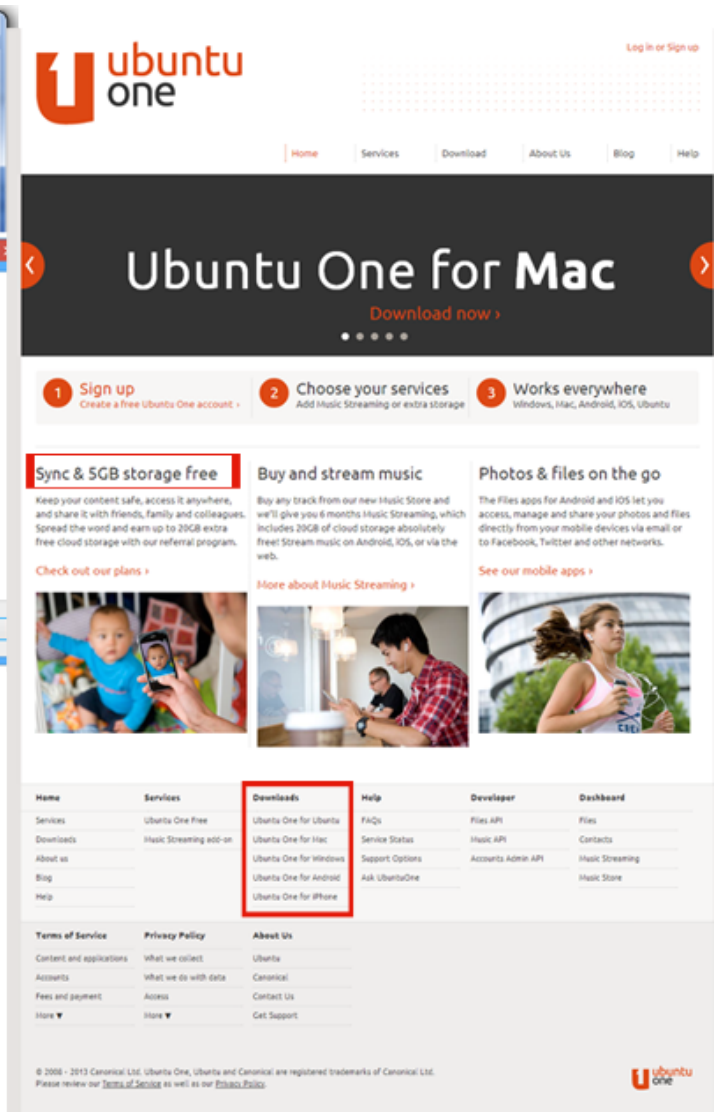 ubuntu
one
Log in or Sign up
Home Services Download About Us Blog Help
Ubuntu One for Mac
Download now ›
1 Sign up
Create a free Ubuntu One account ›
2 Choose your services
Add Music Streaming or extra storage
3 Works everywhere
Windows, Mac, Android, iOS, Ubuntu
Sync & 5GB storage free
Keep your content safe, access it anywhere,
and share it with friends, family and colleagues.
Spread the word and earn up to 20GB extra
free cloud storage with our referral program.
Check out our plans ›
Buy and stream music
Buy any track from our new Music Store and
we'll give you 6 months Music Streaming, which
includes 20GB of cloud storage absolutely
free! Stream music on Android, iOS, or via the
web.
More about Music Streaming ›
Photos & files on the go
The Files apps for Android and iOS let you
access, manage and share your photos and files
directly from your mobile devices via email or
to Facebook, Twitter and other networks.
See our mobile apps ›
Home Services Downloads Help Developer Dashboard
Services Ubuntu One Free Ubuntu One for Ubuntu FAQs Files API Files
Downloads Music Streaming add-on Ubuntu One for Mac Service Status Music API Contacts
About us Ubuntu One for Windows Support Options Accounts Admin API Music Streaming
Blog Ubuntu One for Android Ask UbuntuOne Music Store
Help Ubuntu One for iPhone
Terms of Service Privacy Policy About Us
Content and applications What we collect Ubuntu
Accounts What we do with data Canonical
Fees and payment Access Contact Us
More ▼ More ▼ Get Support
© 2008 - 2013 Canonical Ltd. Ubuntu One, Ubuntu and Canonical are registered trademarks of Canonical Ltd.
Please review our Terms of Service as well as our Privacy Policy.
ubuntu
one